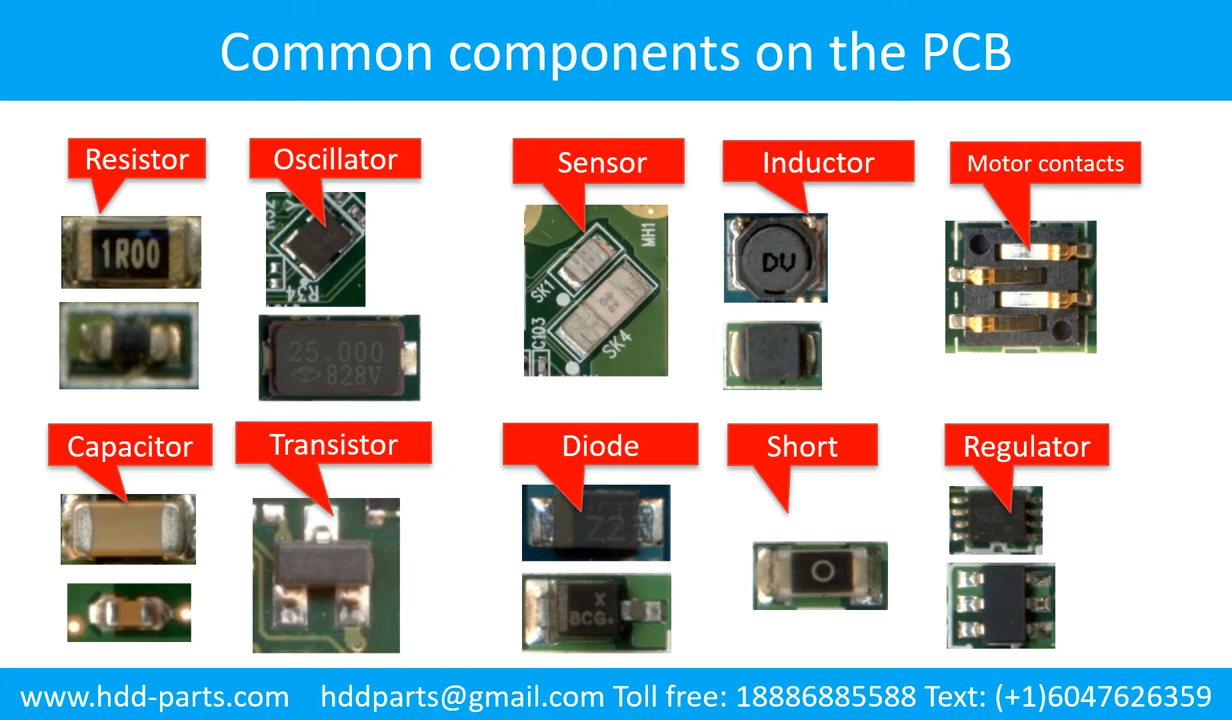 Common components on the PCB
Resistor
Oscillator
Sensor
Inductor
Motor contacts
1R00
R34
25.000
828V
MH1
SK1
SK4
C103
DV
Capacitor
Transistor
Diode
Short
Regulator
Z2
X
BCG.
O
www.hdd-parts.com hddparts@gmail.com Toll free: 18886885588 Text: (+1)6047626359